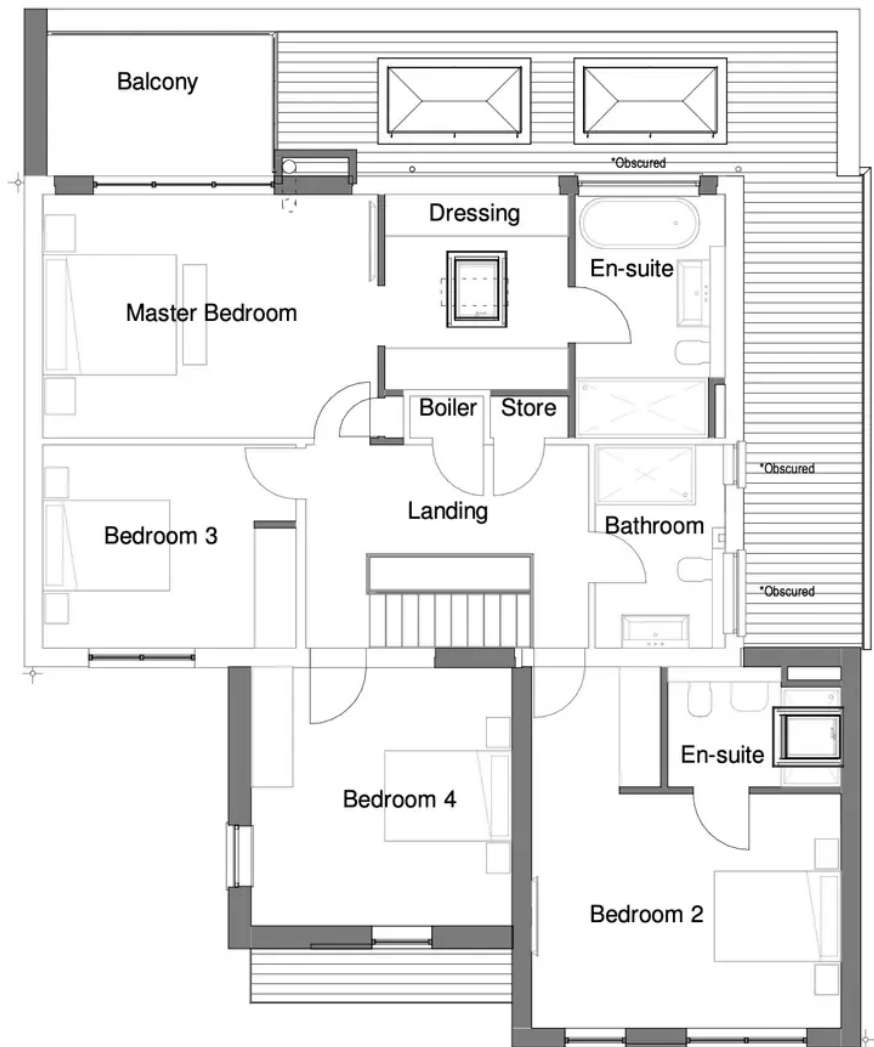 Balcony
*Obscured
Dressing
En-suite
Master Bedroom
Boiler
Store
*Obscured
Landing
Bathroom
Bedroom 3
*Obscured
En-suite
Bedroom 4
Bedroom 2